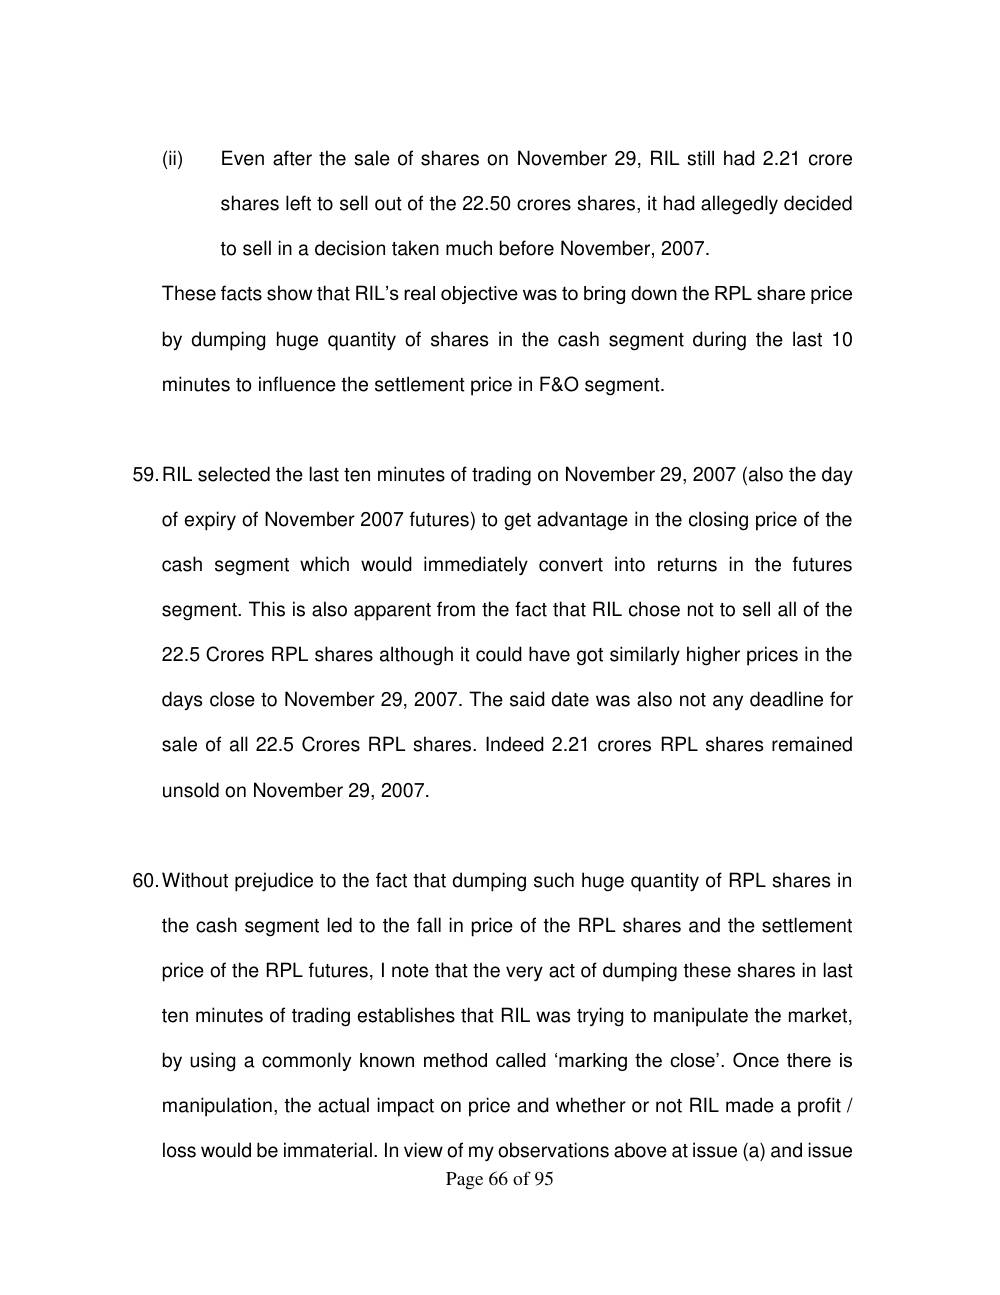 (ii) Even after the sale of shares on November 29, RIL still had 2.21 crore
shares left to sell out of the 22.50 crores shares, it had allegedly decided
to sell in a decision taken much before November, 2007.
These facts show that RIL’s real objective was to bring down the RPL share price
by dumping huge quantity of shares in the cash segment during the last 10
minutes to influence the settlement price in F&O segment.
59. RIL selected the last ten minutes of trading on November 29, 2007 (also the day
of expiry of November 2007 futures) to get advantage in the closing price of the
cash segment which would immediately convert into returns in the futures
segment. This is also apparent from the fact that RIL chose not to sell all of the
22.5 Crores RPL shares although it could have got similarly higher prices in the
days close to November 29, 2007. The said date was also not any deadline for
sale of all 22.5 Crores RPL shares. Indeed 2.21 crores RPL shares remained
unsold on November 29, 2007.
60. Without prejudice to the fact that dumping such huge quantity of RPL shares in
the cash segment led to the fall in price of the RPL shares and the settlement
price of the RPL futures, I note that the very act of dumping these shares in last
ten minutes of trading establishes that RIL was trying to manipulate the market,
by using a commonly known method called ‘marking the close’. Once there is
manipulation, the actual impact on price and whether or not RIL made a profit /
loss would be immaterial. In view of my observations above at issue (a) and issue
Page 66 of 95